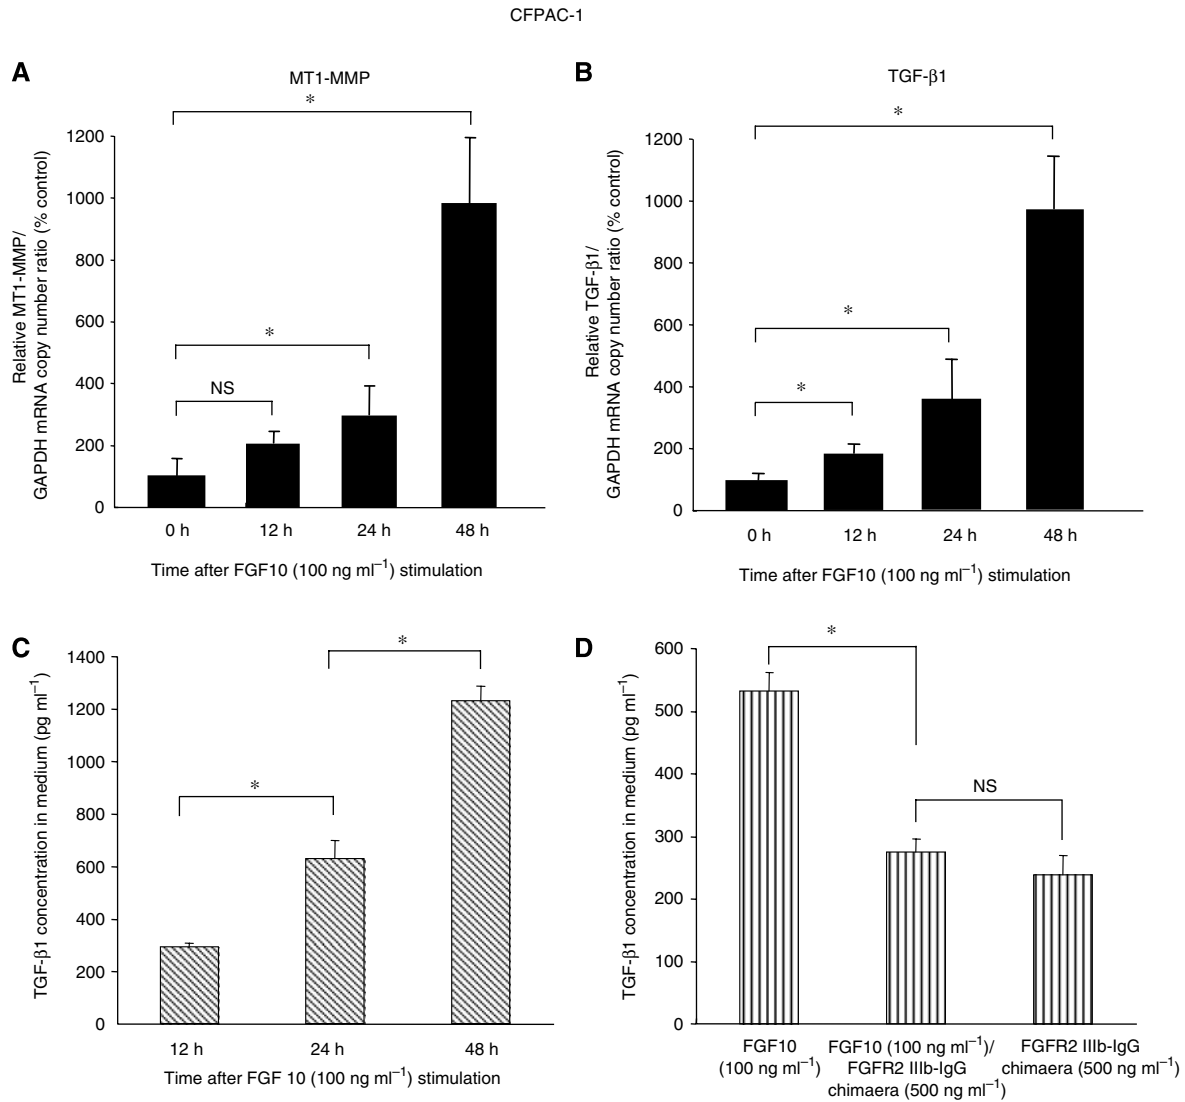 CFPAC-1
A
MT1-MMP
*
Relative MT1-MMP/
GAPDH mRNA copy number ratio (% control)
1200
1000
800
600
400
200
0
*
NS
0 h 12 h 24 h 48 h
Time after FGF10 (100 ng ml⁻¹) stimulation
B
TGF-β1
*
Relative TGF-β1/
GAPDH mRNA copy number ratio (% control)
1200
1000
800
600
400
200
0
*
*
0 h 12 h 24 h 48 h
Time after FGF10 (100 ng ml⁻¹) stimulation
C
*
TGF-β1 concentration in medium (pg ml⁻¹)
1400
1200
1000
800
600
400
200
0
*
12 h 24 h 48 h
Time after FGF 10 (100 ng ml⁻¹) stimulation
D
*
TGF-β1 concentration in medium (pg ml⁻¹)
600
500
400
300
200
100
0
NS
FGF10
(100 ng ml⁻¹)
FGF10 (100 ng ml⁻¹)/
FGFR2 IIIb-IgG
chimaera (500 ng ml⁻¹)
FGFR2 IIIb-IgG
chimaera (500 ng ml⁻¹)